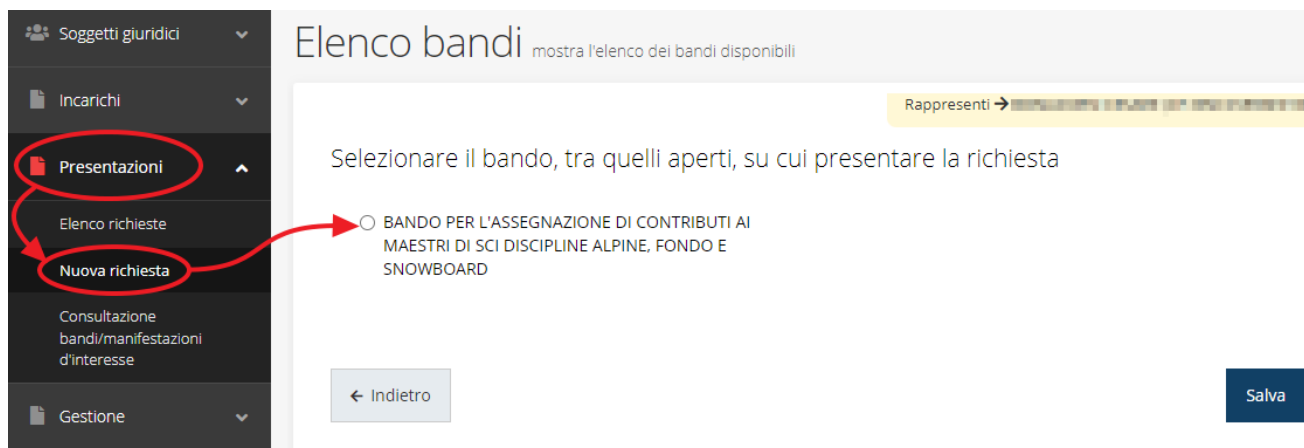 Soggetti giuridici
Incarichi
Presentazioni
Elenco richieste
Nuova richiesta
Consultazione
bandi/manifestazioni
d'interesse
Gestione
Elenco bandi mostra l'elenco dei bandi disponibili
Rappresenti →
Selezionare il bando, tra quelli aperti, su cui presentare la richiesta
BANDO PER L'ASSEGNAZIONE DI CONTRIBUTI AI
MAESTRI DI SCI DISCIPLINE ALPINE, FONDO E
SNOWBOARD
← Indietro
Salva